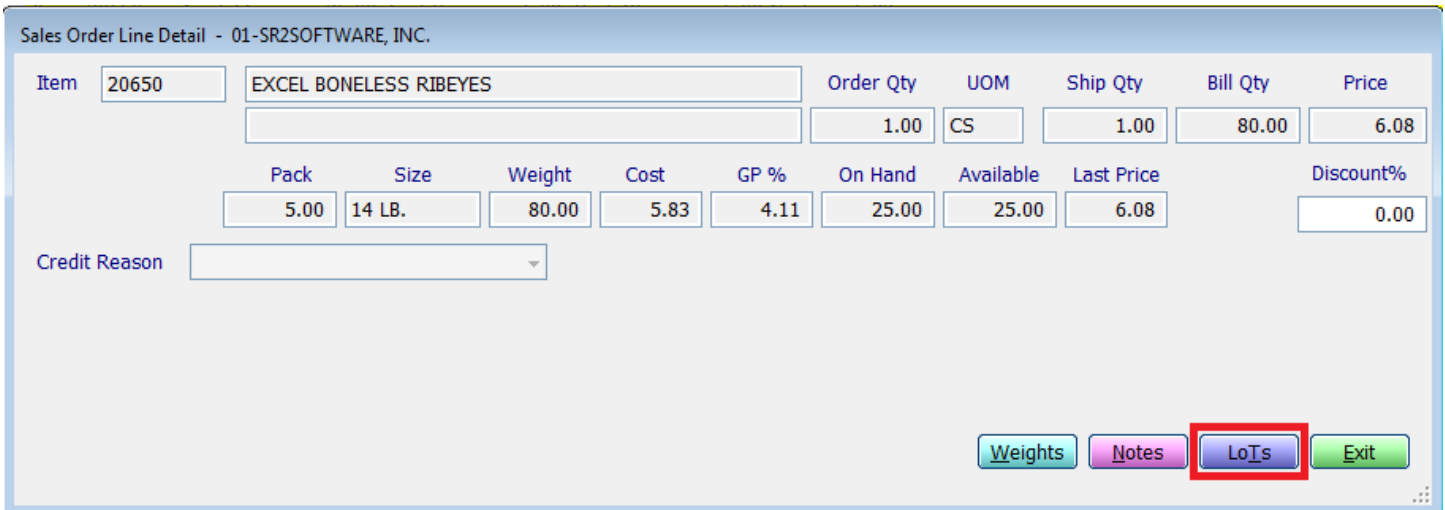 Sales Order Line Detail - 01-SR2SOFTWARE, INC.
Item 20650 EXCEL BONELESS RIBEYES Order Qty UOM Ship Qty Bill Qty Price
1.00 CS 1.00 80.00 6.08
Pack Size Weight Cost GP % On Hand Available Last Price Discount%
5.00 14 LB. 80.00 5.83 4.11 25.00 25.00 6.08 0.00
Credit Reason
Weights Notes LoTs Exit